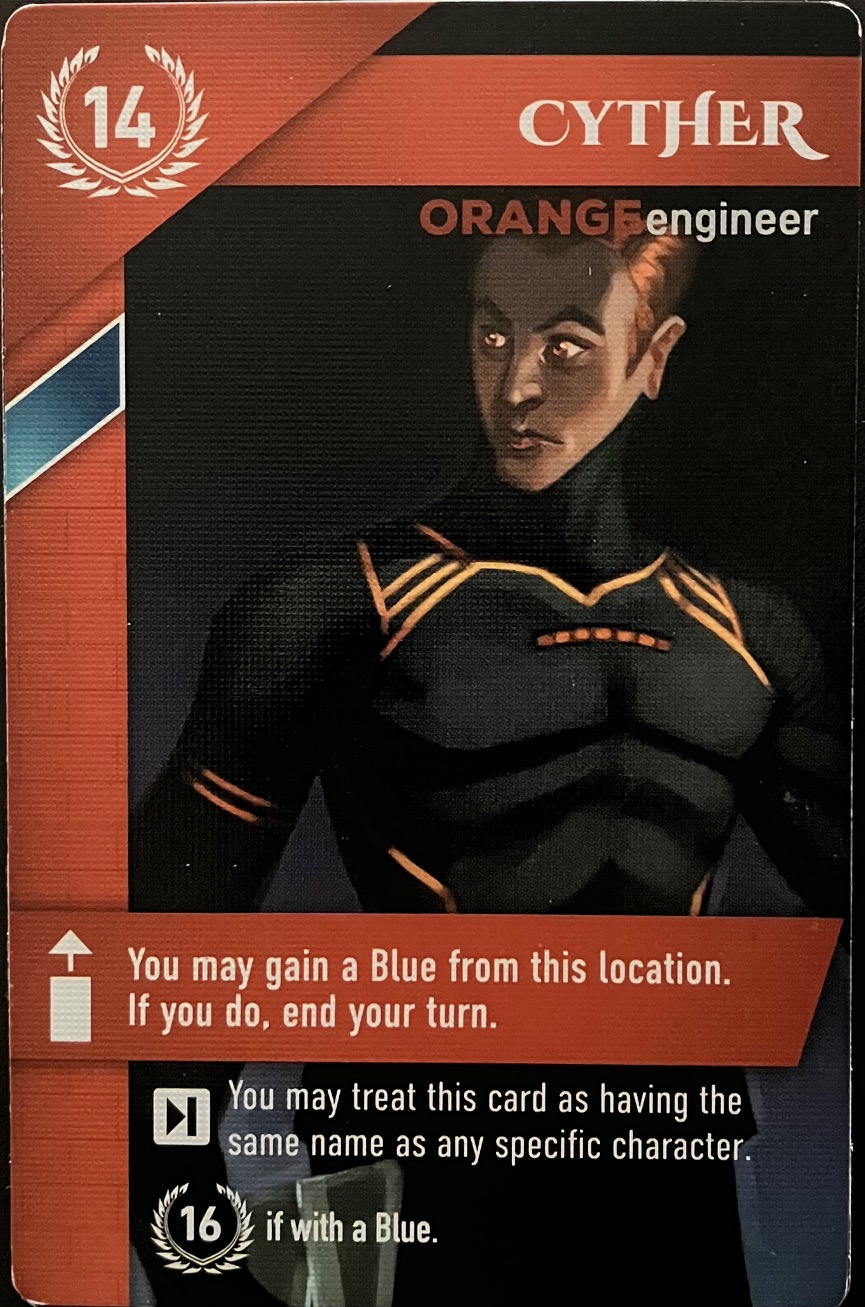 14
CYTHER
ORANGEengineer
You may gain a Blue from this location.
If you do, end your turn.
You may treat this card as having the
same name as any specific character.
16 if with a Blue.